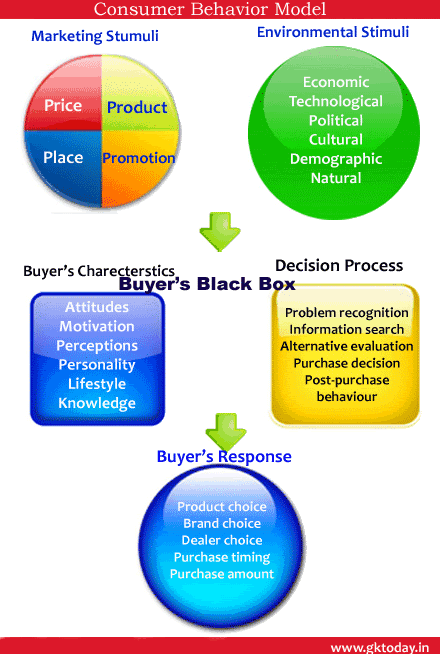 Consumer Behavior Model
Marketing Stumuli
Environmental Stimuli
Price
Product
Place
Promotion
Economic
Technological
Political
Cultural
Demographic
Natural
Buyer's Charecterstics
Decision Process
Buyer's Black Box
Attitudes
Motivation
Perceptions
Personality
Lifestyle
Knowledge
Problem recognition
Information search
Alternative evaluation
Purchase decision
Post-purchase
behaviour
Buyer's Response
Product choice
Brand choice
Dealer choice
Purchase timing
Purchase amount
www.gktoday.in